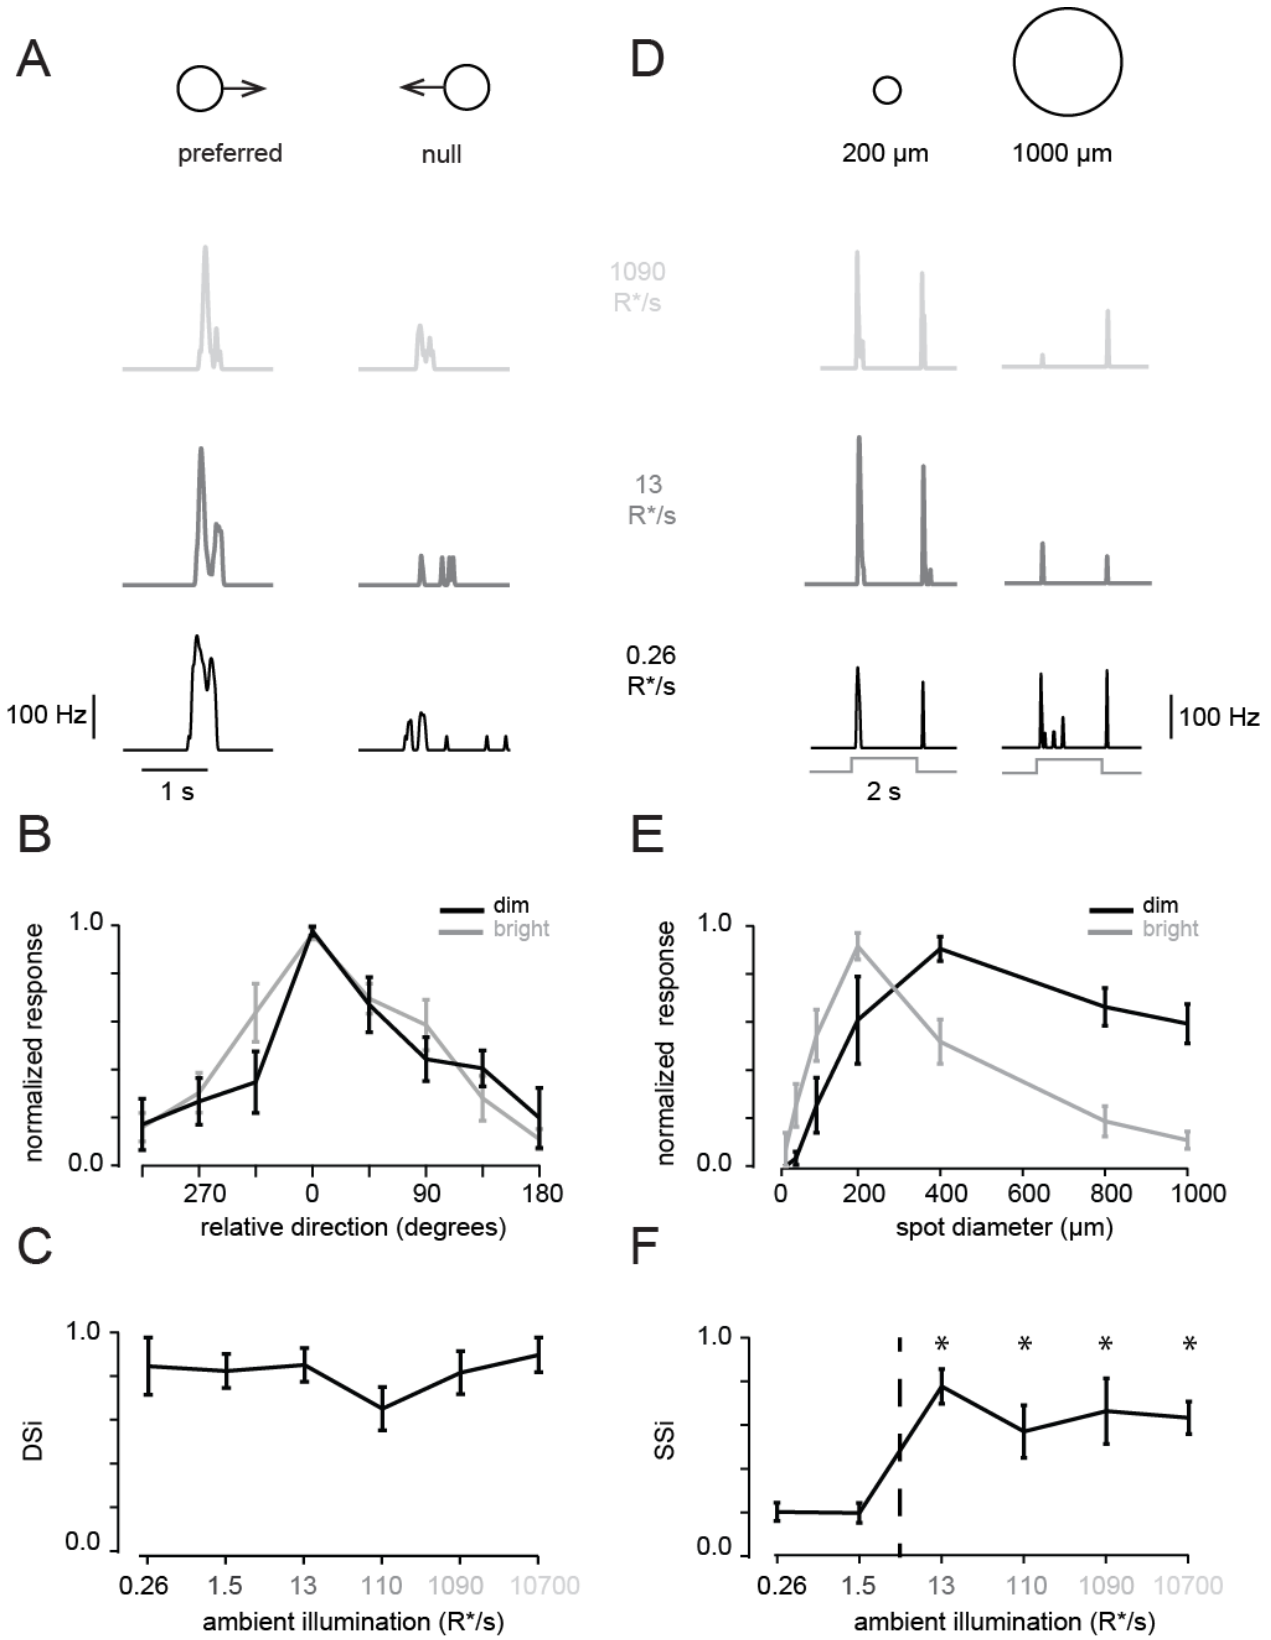 A
D
preferred
null
200 µm
1000 µm
1090
R*/s
13
R*/s
0.26
R*/s
100 Hz
100 Hz
1 s
2 s
B
E
dim
bright
1.0
normalized response
0.0
270
0
90
180
relative direction (degrees)
dim
bright
1.0
normalized response
0.0
0
200
400
600
800
1000
spot diameter (µm)
C
F
1.0
DSi
0.0
0.26
1.5
13
110
1090
10700
ambient illumination (R*/s)
1.0
* * * *
SSi
0.0
0.26
1.5
13
110
1090
10700
ambient illumination (R*/s)